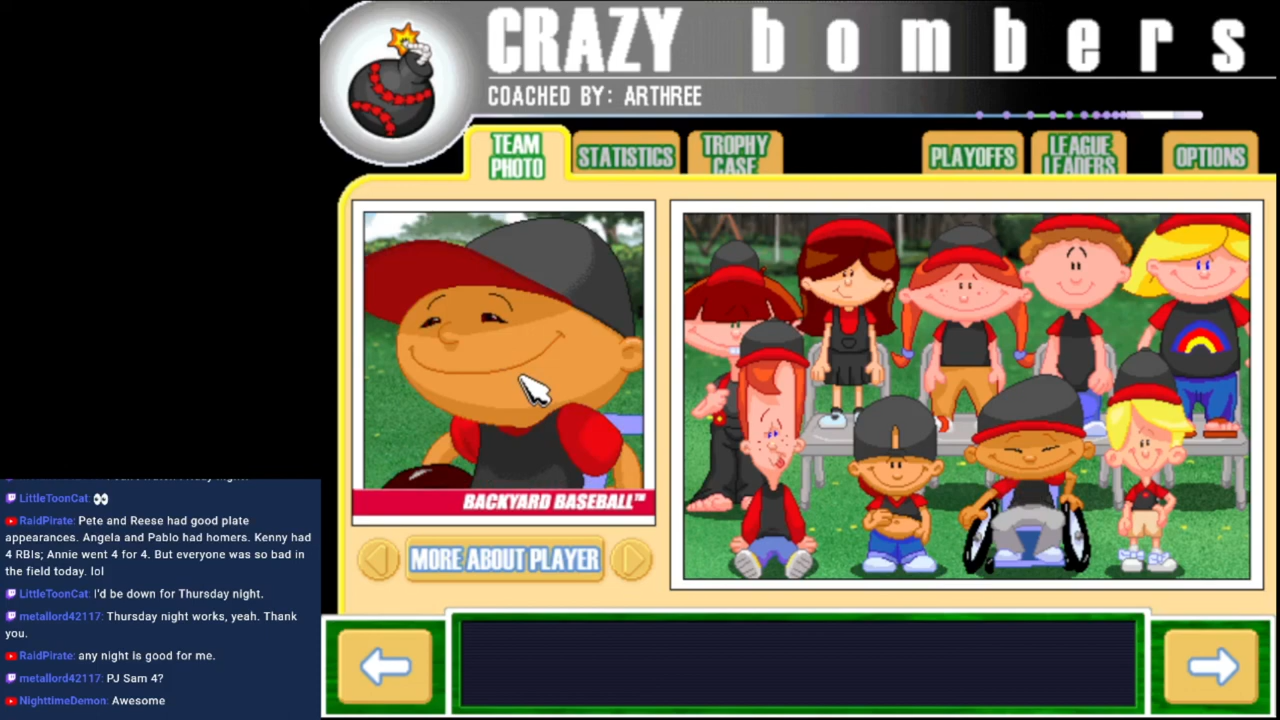 CRAZY bombers
COACHED BY: ARTHREE
TEAM PHOTO
STATISTICS
TROPHY CASE
PLAYOFFS
LEAGUE LEADERS
OPTIONS
BACKYARD BASEBALL™
MORE ABOUT PLAYER
LittleToonCat: 👀
RaidPirate: Pete and Reese had good plate
appearances. Angela and Pablo had homers. Kenny had
4 RBIs; Annie went 4 for 4. But everyone was so bad in
the field today. lol
LittleToonCat: I'd be down for Thursday night.
metallord42117: Thursday night works, yeah. Thank
you.
RaidPirate: any night is good for me.
metallord42117: PJ Sam 4?
NighttimeDemon: Awesome